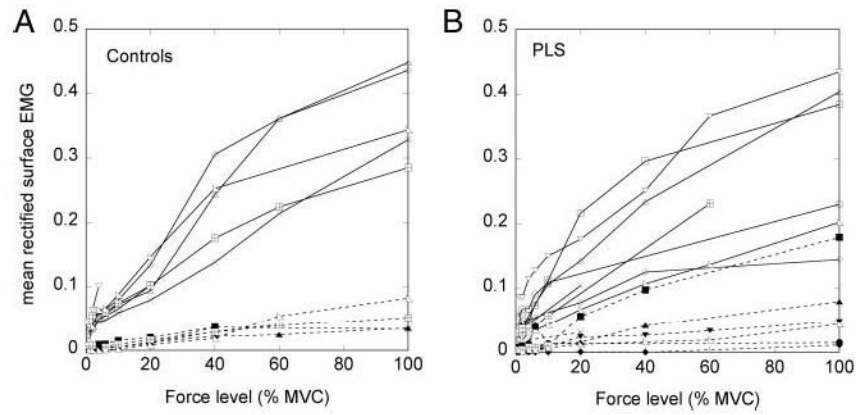 A
Controls
mean rectified surface EMG
0.5
0.4
0.3
0.2
0.1
0
0 20 40 60 80 100
Force level (% MVC)
B
PLS
0.5
0.4
0.3
0.2
0.1
0
0 20 40 60 80 100
Force level (% MVC)